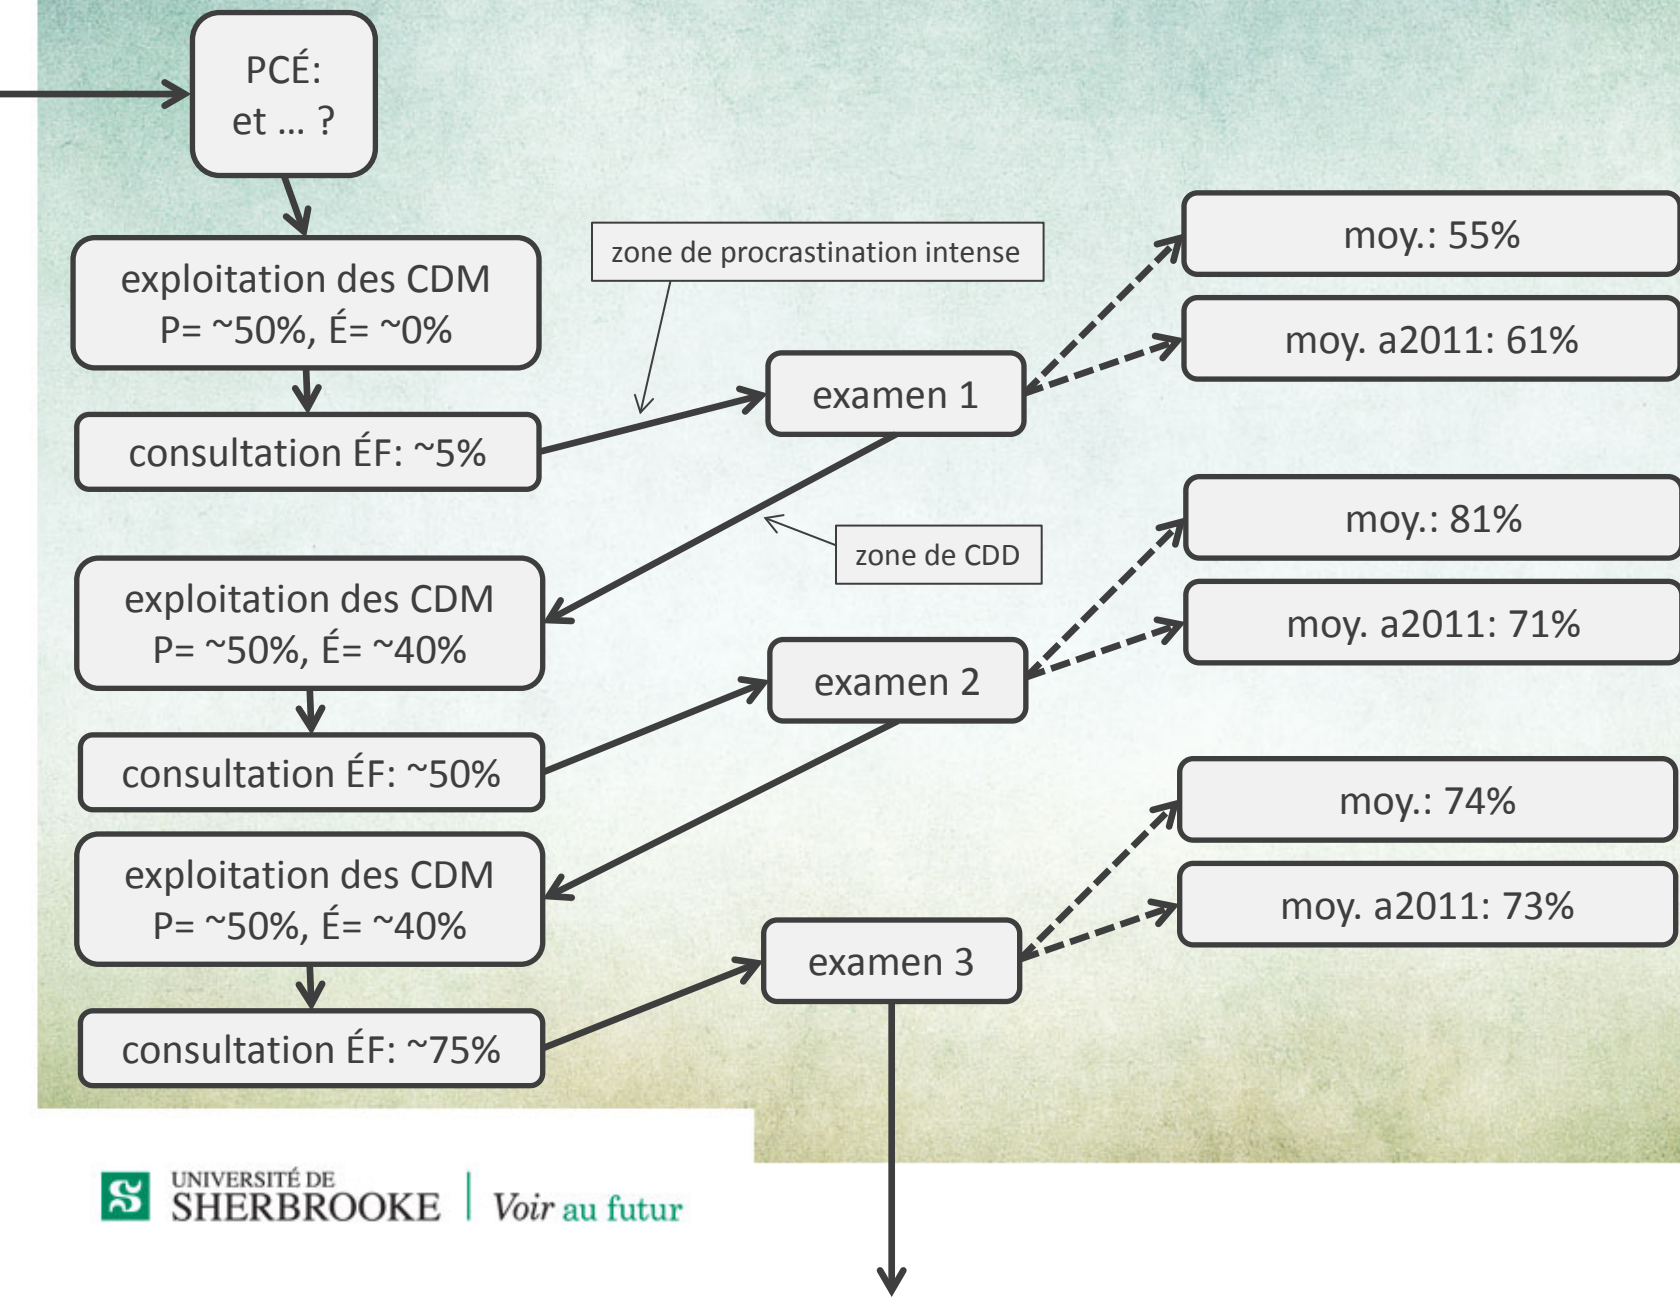 PCÉ:
et ... ?
exploitation des CDM
P= ~50%, É= ~0%
consultation ÉF: ~5%
zone de procrastination intense
examen 1
moy.: 55%
moy. a2011: 61%
zone de CDD
exploitation des CDM
P= ~50%, É= ~40%
consultation ÉF: ~50%
examen 2
moy.: 81%
moy. a2011: 71%
exploitation des CDM
P= ~50%, É= ~40%
consultation ÉF: ~75%
examen 3
moy.: 74%
moy. a2011: 73%
UNIVERSITÉ DE
SHERBROOKE
Voir au futur